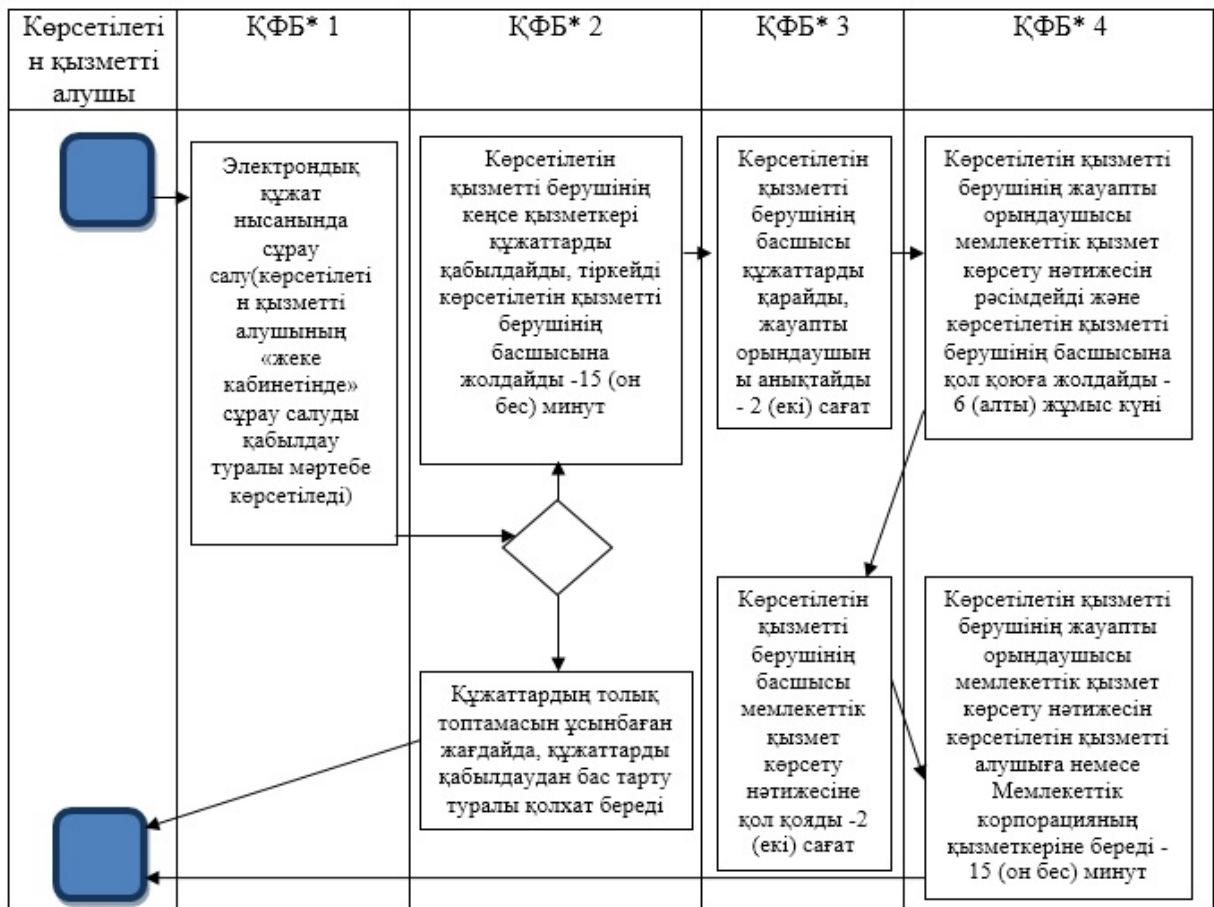 Көрсетілеті
н қызметті
алушы
ҚФБ* 1
ҚФБ* 2
ҚФБ* 3
ҚФБ* 4
Электрондық
құжат
нысанында
сұрау
салу(көрсетілеті
н қызметті
алушының
«жеке
кабинетінде»
сұрау салуды
қабылдау
туралы мәртебе
көрсетіледі)
Көрсетілетін
қызметті берушінің
кеңсе қызметкері
құжаттарды
қабылдайды, тіркейді
көрсетілетін қызметті
берушінің
басшысына
жолдайды -15 (он
бес) минут
Көрсетілетін
қызметті
берушінің
басшысы
құжаттарды
қарайды,
жауапты
орындаушын
ы анықтайды
- 2 (екі) сағат
Көрсетілетін қызметті
берушінің жауапты
орындаушысы
мемлекеттік қызмет
көрсету нәтижесін
рәсімдейді және
көрсетілетін қызметті
берушінің басшысына
қол қоюға жолдайды -
6 (алты) жұмыс күні
Құжаттардың толық
топтамасын ұсынбаған
жағдайда, құжаттарды
қабылдаудан бас тарту
туралы қолхат береді
Көрсетілетін
қызметті
берушінің
басшысы
мемлекеттік
қызмет
көрсету
нәтижесіне
қол қояды -2
(екі) сағат
Көрсетілетін қызметті
берушінің жауапты
орындаушысы
мемлекеттік қызмет
көрсету нәтижесін
көрсетілетін қызметті
алушыға немесе
Мемлекеттік
корпорацияның
қызметкеріне береді -
15 (он бес) минут